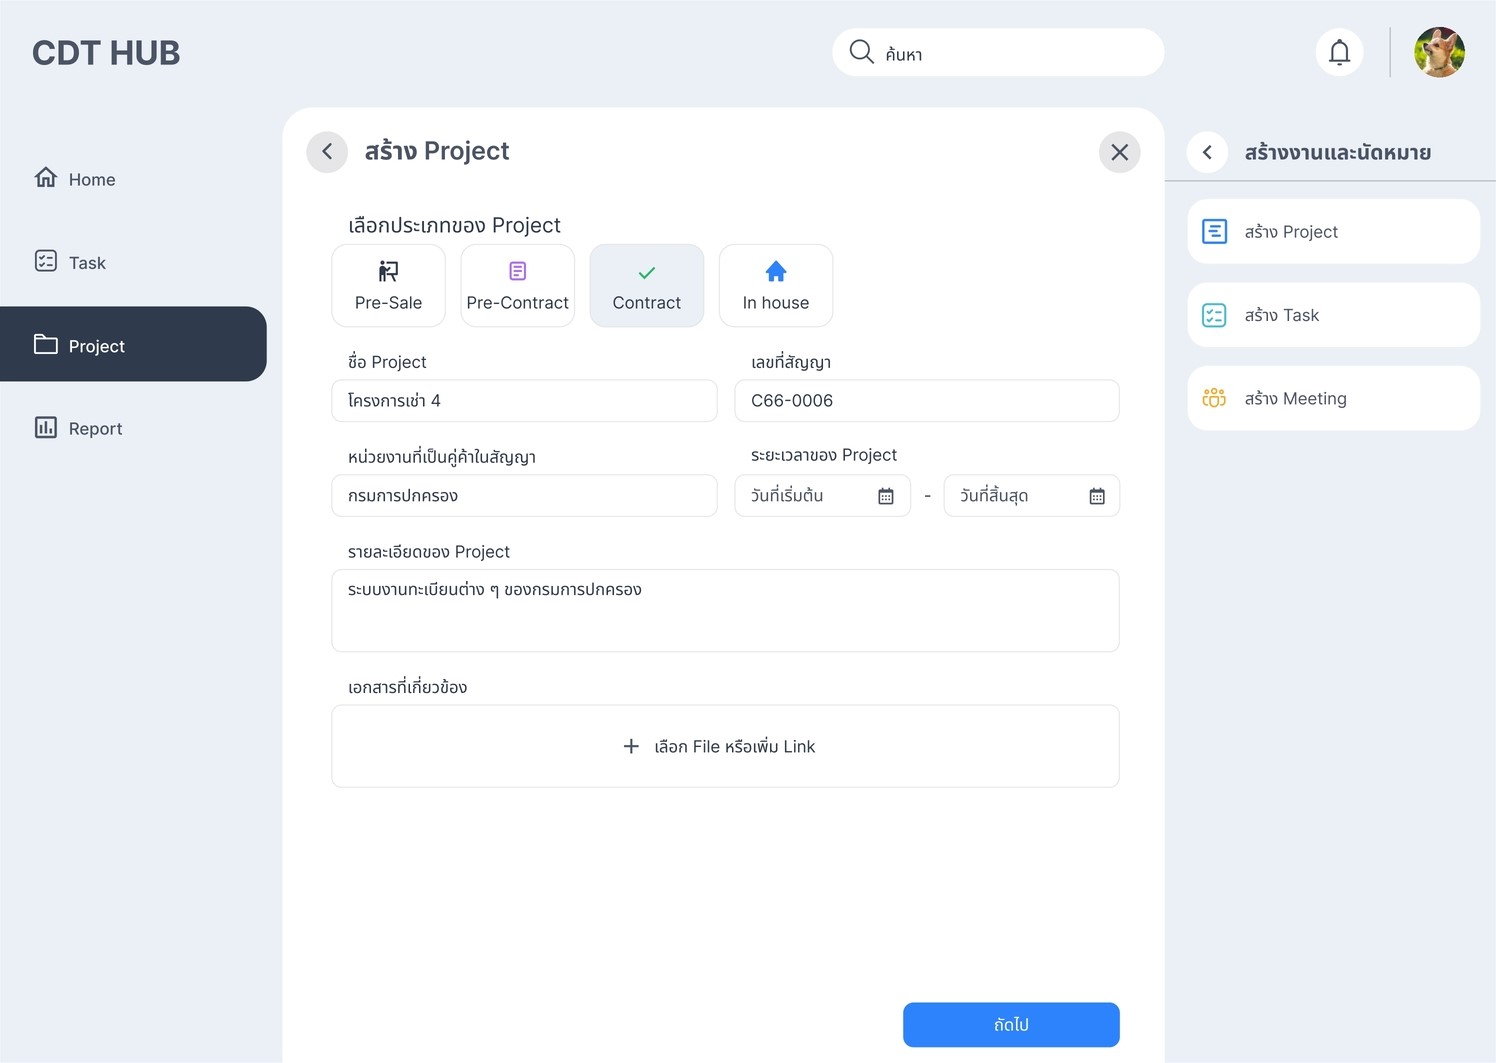 CDT HUB
ค้นหา
Home
Task
Project
Report
สร้าง Project
เลือกประเภทของ Project
Pre-Sale
Pre-Contract
Contract
In house
ชื่อ Project
เลขที่สัญญา
โครงการเช่า 4
C66-0006
หน่วยงานที่เป็นคู่ค้าในสัญญา
ระยะเวลาของ Project
กรมการปกครอง
วันที่เริ่มต้น
-
วันที่สิ้นสุด
รายละเอียดของ Project
ระบบงานทะเบียนต่าง ๆ ของกรมการปกครอง
เอกสารที่เกี่ยวข้อง
เลือก File หรือเพิ่ม Link
ถัดไป
สร้างงานและนัดหมาย
สร้าง Project
สร้าง Task
สร้าง Meeting